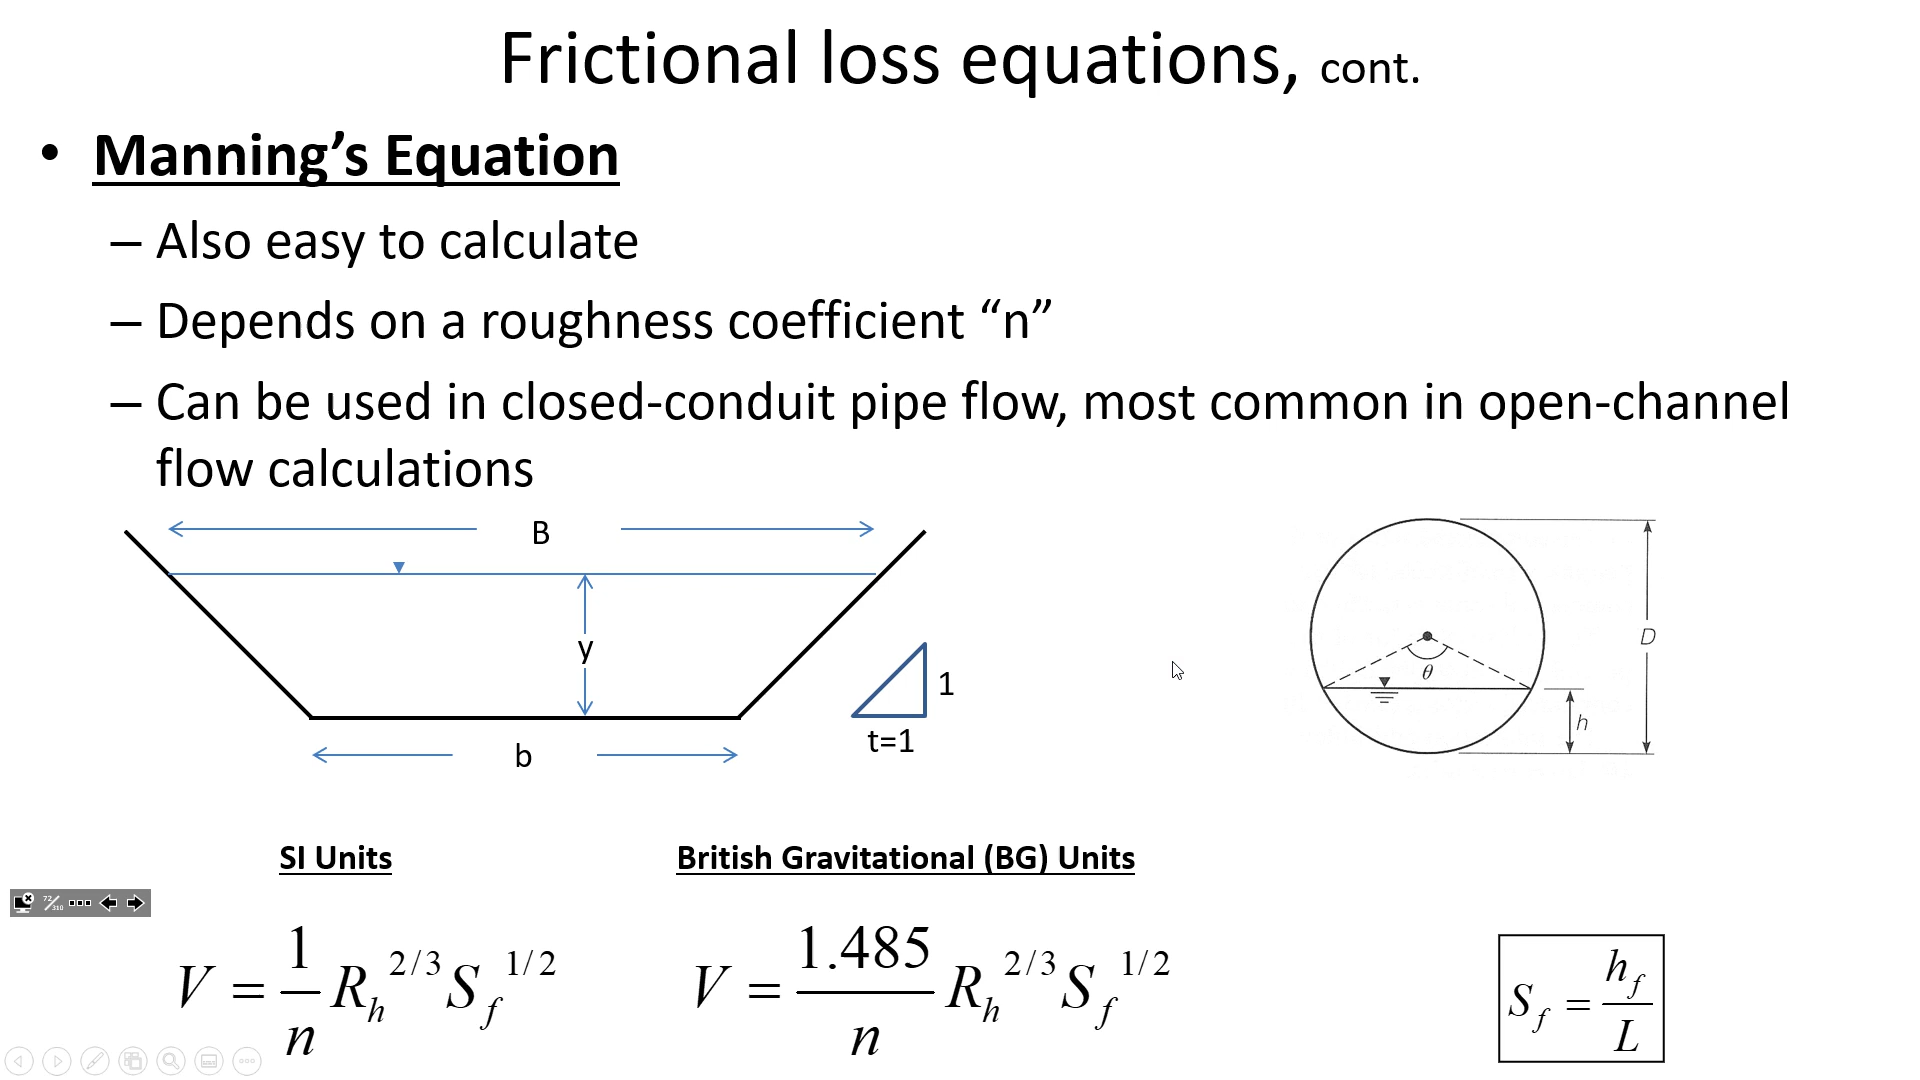 Frictional loss equations, cont.
• Manning's Equation
– Also easy to calculate
– Depends on a roughness coefficient “n”
– Can be used in closed-conduit pipe flow, most common in open-channel
flow calculations
B
y
1
t=1
b
θ
D
h
SI Units
British Gravitational (BG) Units
72/310
V = 1/n R_h^2/3 S_f^1/2
V = 1.485/n R_h^2/3 S_f^1/2
S_f = h_f/L